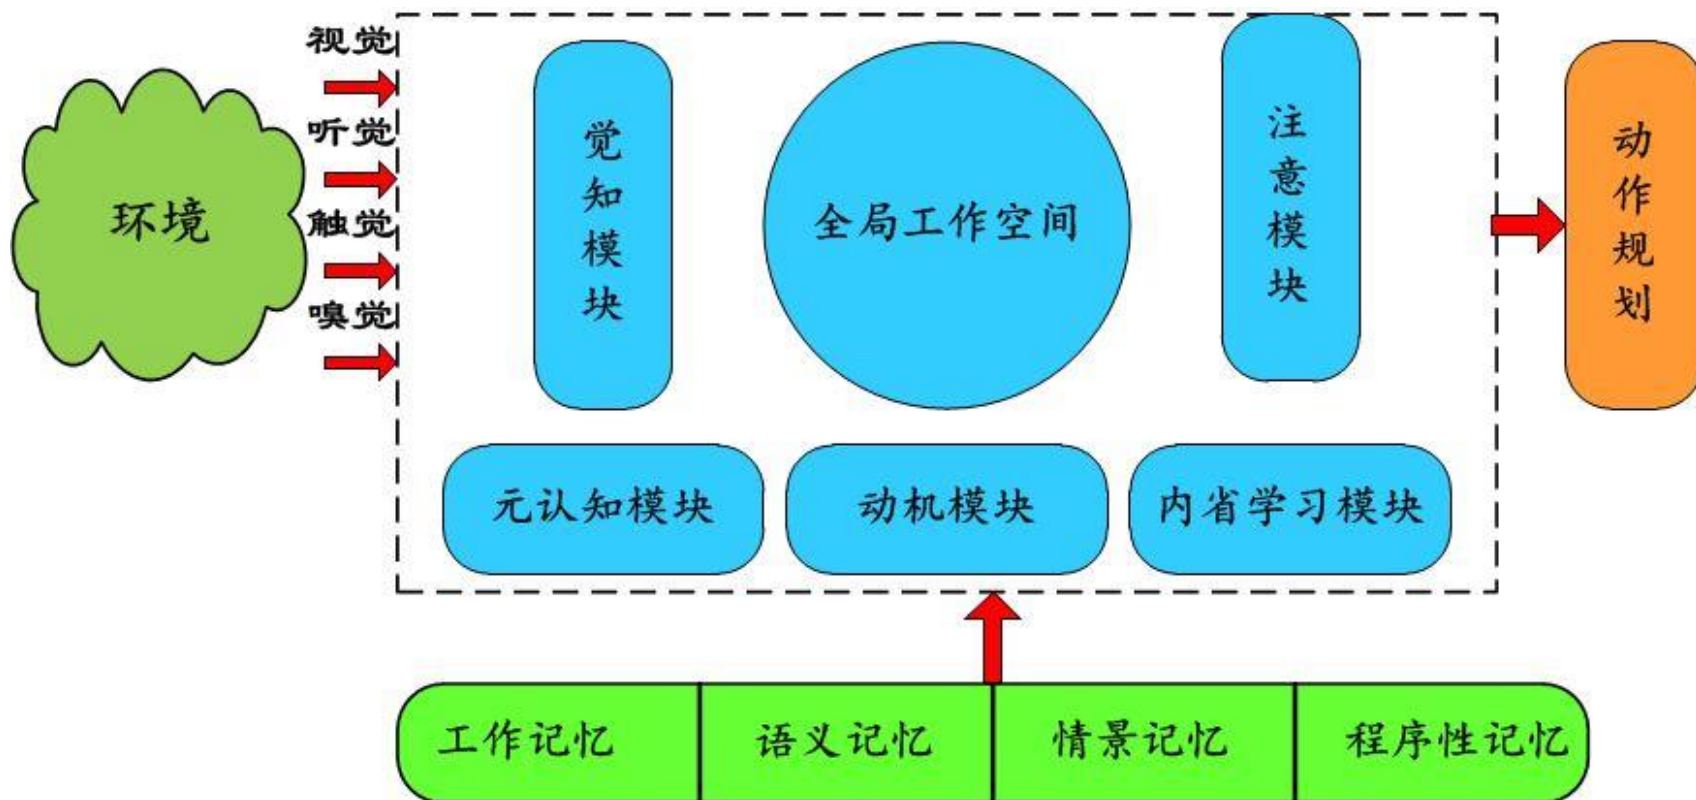 视觉
听觉
触觉
嗅觉
环境
觉知模块
全局工作空间
注意模块
动作规划
元认知模块
动机模块
内省学习模块
工作记忆
语义记忆
情景记忆
程序性记忆